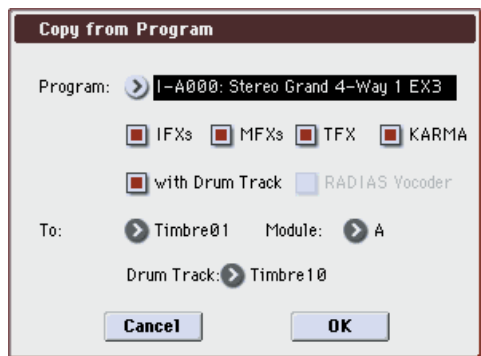 Copy from Program
Program: I-A000: Stereo Grand 4-Way 1 EX3
IFXs MFXs TFX KARMA
with Drum Track RADIAS Vocoder
To: Timbre01 Module: A
Drum Track: Timbre10
Cancel OK